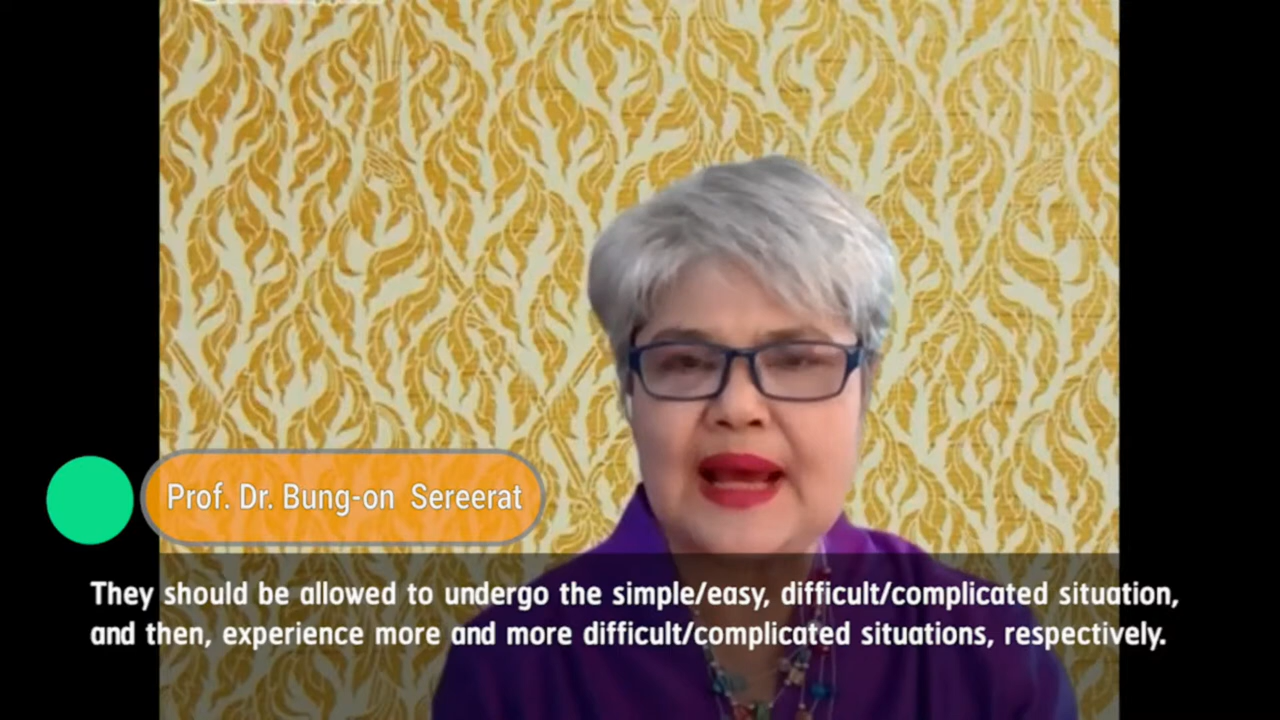 Prof. Dr. Bung-on Sereerat
They should be allowed to undergo the simple/easy, difficult/complicated situation,
and then, experience more and more difficult/complicated situations, respectively.